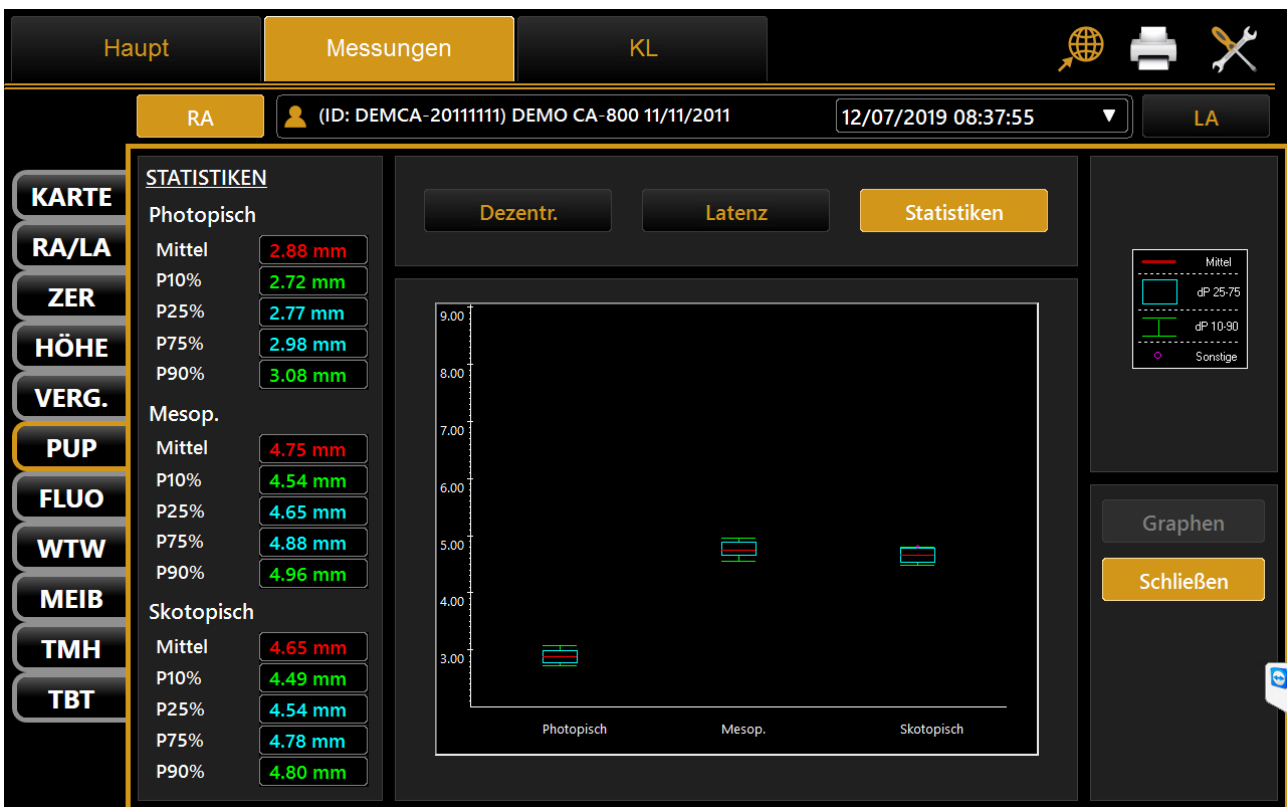 Haupt
Messungen
KL
RA
(ID: DEMCA-20111111) DEMO CA-800 11/11/2011
12/07/2019 08:37:55
LA
KARTE
RA/LA
ZER
HÖHE
VERG.
PUP
FLUO
WTW
MEIB
TMH
TBT
STATISTIKEN
Photopisch
Mittel 2.88 mm
P10% 2.72 mm
P25% 2.77 mm
P75% 2.98 mm
P90% 3.08 mm
Mesop.
Mittel 4.75 mm
P10% 4.54 mm
P25% 4.65 mm
P75% 4.88 mm
P90% 4.96 mm
Skotopisch
Mittel 4.65 mm
P10% 4.49 mm
P25% 4.54 mm
P75% 4.78 mm
P90% 4.80 mm
Dezentr.
Latenz
Statistiken
9.00
8.00
7.00
6.00
5.00
4.00
3.00
Photopisch
Mesop.
Skotopisch
Mittel
dP 25-75
dP 10-90
Sonstige
Graphen
Schließen